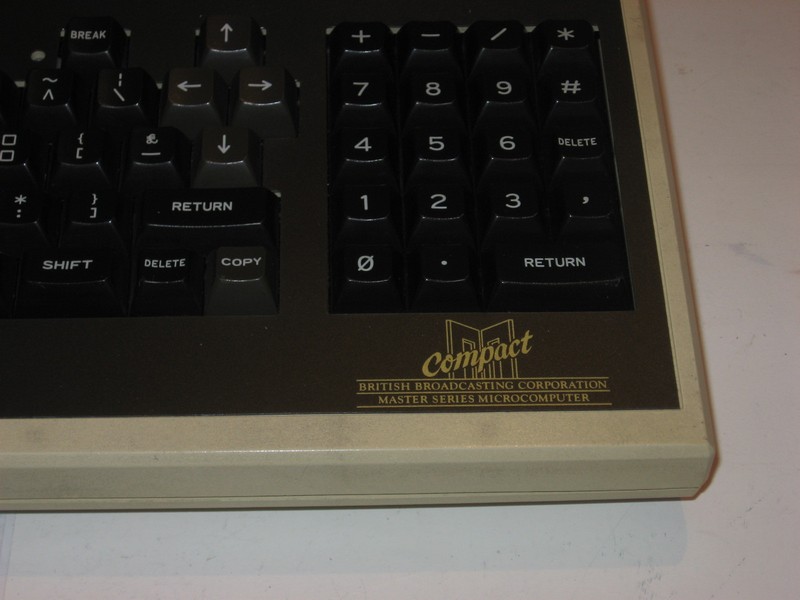 BREAK ↑ + - / *
~ ^ ¦ \ ← → 7 8 9 #
{ [ £ _ ↓ 4 5 6 DELETE
* : } ] RETURN 1 2 3 ,
SHIFT DELETE COPY 0 . RETURN
Compact
BRITISH BROADCASTING CORPORATION
MASTER SERIES MICROCOMPUTER